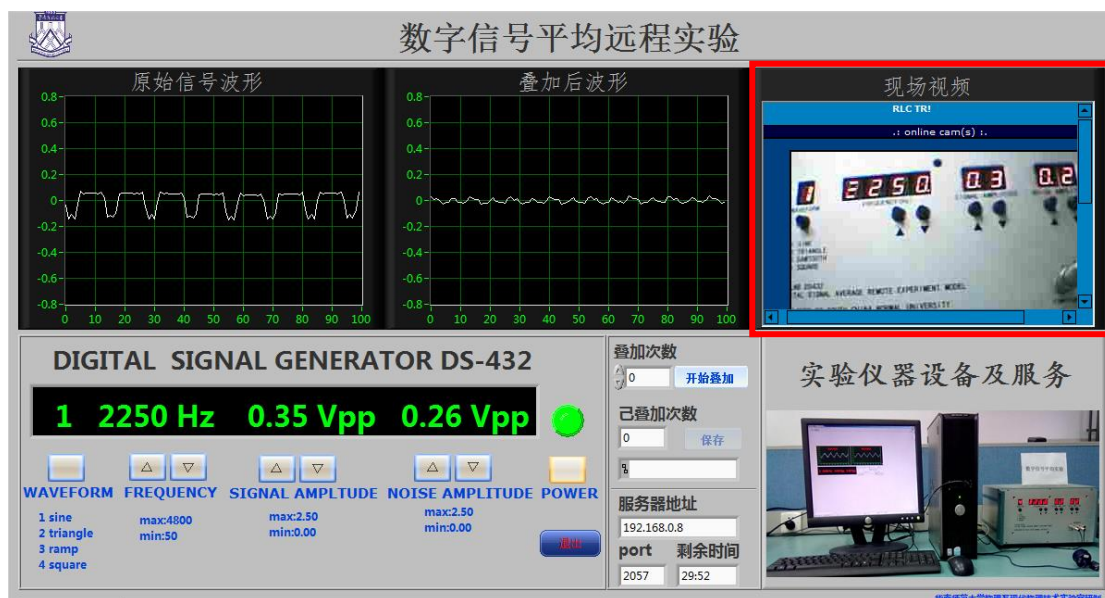 数字信号平均远程实验
原始信号波形
0.8
0.6
0.4
0.2
0
-0.2
-0.4
-0.6
-0.8
0 10 20 30 40 50 60 70 80 90 100
叠加后波形
0.8
0.6
0.4
0.2
0
-0.2
-0.4
-0.6
-0.8
0 10 20 30 40 50 60 70 80 90 100
现场视频
RLC TR!
.: online cam(s) :.
DIGITAL SIGNAL GENERATOR DS-432
1 2250 Hz 0.35 Vpp 0.26 Vpp
WAVEFORM FREQUENCY SIGNAL AMPLTUDE NOISE AMPLITUDE POWER
1 sine
2 triangle
3 ramp
4 square
max:4800
min:50
max:2.50
min:0.00
max:2.50
min:0.00
退出
叠加次数
0 开始叠加
已叠加次数
0 保存
服务器地址
192.168.0.8
port 剩余时间
2057 29:52
实验仪器设备及服务
数字信号平均实验